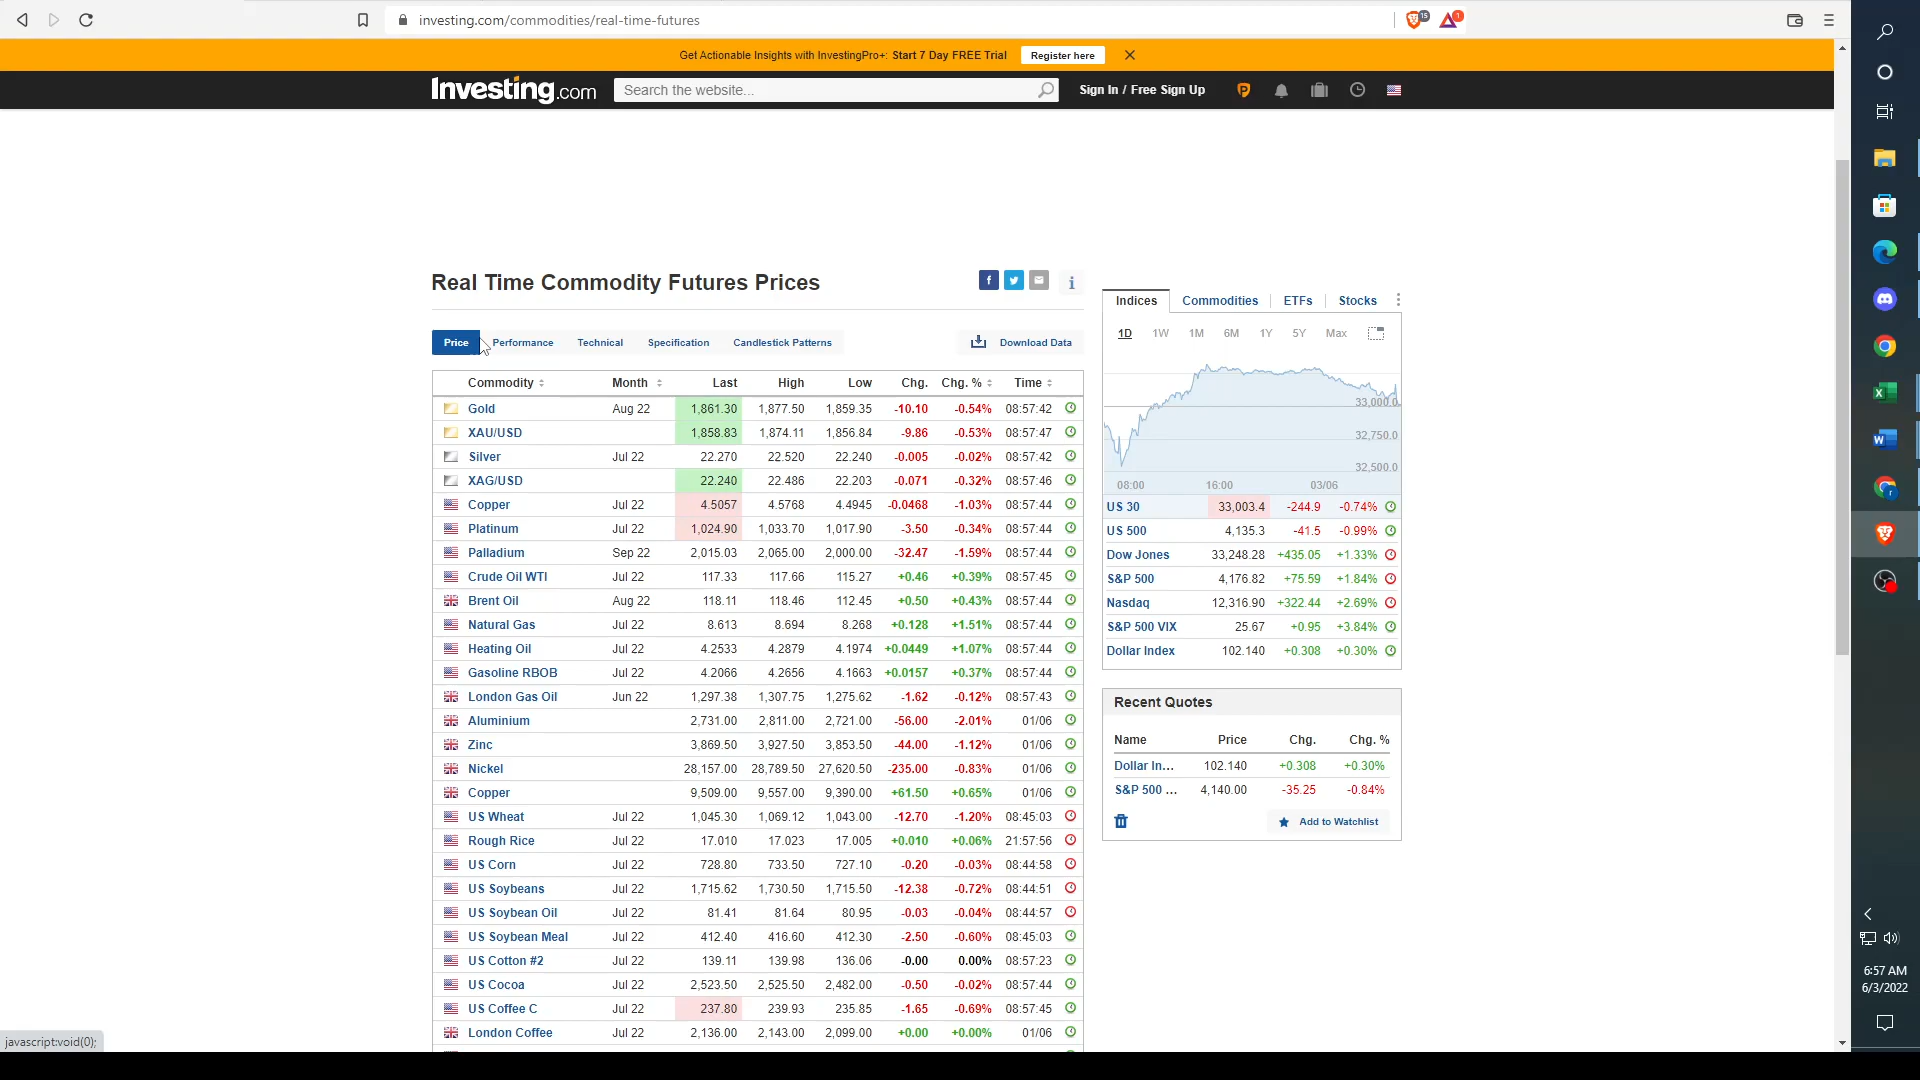 investing.com/commodities/real-time-futures
15
1
Get Actionable Insights with InvestingPro+: Start 7 Day FREE Trial Register here
Investing.com Search the website... Sign In / Free Sign Up
Real Time Commodity Futures Prices
Price Performance Technical Specification Candlestick Patterns Download Data
Commodity Month Last High Low Chg. Chg. % Time
Gold Aug 22 1,861.30 1,877.50 1,859.35 -10.10 -0.54% 08:57:42
XAU/USD 1,858.83 1,874.11 1,856.84 -9.86 -0.53% 08:57:47
Silver Jul 22 22.270 22.520 22.240 -0.005 -0.02% 08:57:42
XAG/USD 22.240 22.486 22.203 -0.071 -0.32% 08:57:46
Copper Jul 22 4.5057 4.5768 4.4945 -0.0468 -1.03% 08:57:44
Platinum Jul 22 1,024.90 1,033.70 1,017.90 -3.50 -0.34% 08:57:44
Palladium Sep 22 2,015.03 2,065.00 2,000.00 -32.47 -1.59% 08:57:44
Crude Oil WTI Jul 22 117.33 117.66 115.27 +0.46 +0.39% 08:57:45
Brent Oil Aug 22 118.11 118.46 112.45 +0.50 +0.43% 08:57:44
Natural Gas Jul 22 8.613 8.694 8.268 +0.128 +1.51% 08:57:44
Heating Oil Jul 22 4.2533 4.2879 4.1974 +0.0449 +1.07% 08:57:44
Gasoline RBOB Jul 22 4.2066 4.2656 4.1663 +0.0157 +0.37% 08:57:44
London Gas Oil Jun 22 1,297.38 1,307.75 1,275.62 -1.62 -0.12% 08:57:43
Aluminium 2,731.00 2,811.00 2,721.00 -56.00 -2.01% 01/06
Zinc 3,869.50 3,927.50 3,853.50 -44.00 -1.12% 01/06
Nickel 28,157.00 28,789.50 27,620.50 -235.00 -0.83% 01/06
Copper 9,509.00 9,557.00 9,390.00 +61.50 +0.65% 01/06
US Wheat Jul 22 1,045.30 1,069.12 1,043.00 -12.70 -1.20% 08:45:03
Rough Rice Jul 22 17.010 17.023 17.005 +0.010 +0.06% 21:57:56
US Corn Jul 22 728.80 733.50 727.10 -0.20 -0.03% 08:44:58
US Soybeans Jul 22 1,715.62 1,730.50 1,715.50 -12.38 -0.72% 08:44:51
US Soybean Oil Jul 22 81.41 81.64 80.95 -0.03 -0.04% 08:44:57
US Soybean Meal Jul 22 412.40 416.60 412.30 -2.50 -0.60% 08:45:03
US Cotton #2 Jul 22 139.11 139.98 136.06 -0.00 0.00% 08:57:23
US Cocoa Jul 22 2,523.50 2,525.50 2,482.00 -0.50 -0.02% 08:57:44
US Coffee C Jul 22 237.80 239.93 235.85 -1.65 -0.69% 08:57:45
London Coffee Jul 22 2,136.00 2,143.00 2,099.00 +0.00 +0.00% 01/06
Indices Commodities ETFs Stocks
1D 1W 1M 6M 1Y 5Y Max
33,000.0
32,750.0
32,500.0
08:00 16:00 03/06
US 30 33,003.4 -244.9 -0.74%
US 500 4,135.3 -41.5 -0.99%
Dow Jones 33,248.28 +435.05 +1.33%
S&P 500 4,176.82 +75.59 +1.84%
Nasdaq 12,316.90 +322.44 +2.69%
S&P 500 VIX 25.67 +0.95 +3.84%
Dollar Index 102.140 +0.308 +0.30%
Recent Quotes
Name Price Chg. Chg. %
Dollar In... 102.140 +0.308 +0.30%
S&P 500 ... 4,140.00 -35.25 -0.84%
Add to Watchlist
javascript:void(0);
6:57 AM
6/3/2022